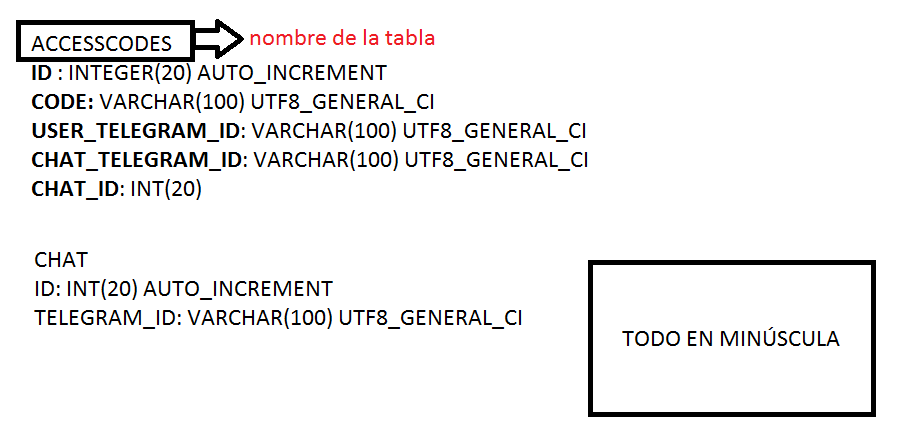 ACCESSCODES nombre de la tabla
ID : INTEGER(20) AUTO_INCREMENT
CODE: VARCHAR(100) UTF8_GENERAL_CI
USER_TELEGRAM_ID: VARCHAR(100) UTF8_GENERAL_CI
CHAT_TELEGRAM_ID: VARCHAR(100) UTF8_GENERAL_CI
CHAT_ID: INT(20)
CHAT
ID: INT(20) AUTO_INCREMENT
TELEGRAM_ID: VARCHAR(100) UTF8_GENERAL_CI
TODO EN MINÚSCULA